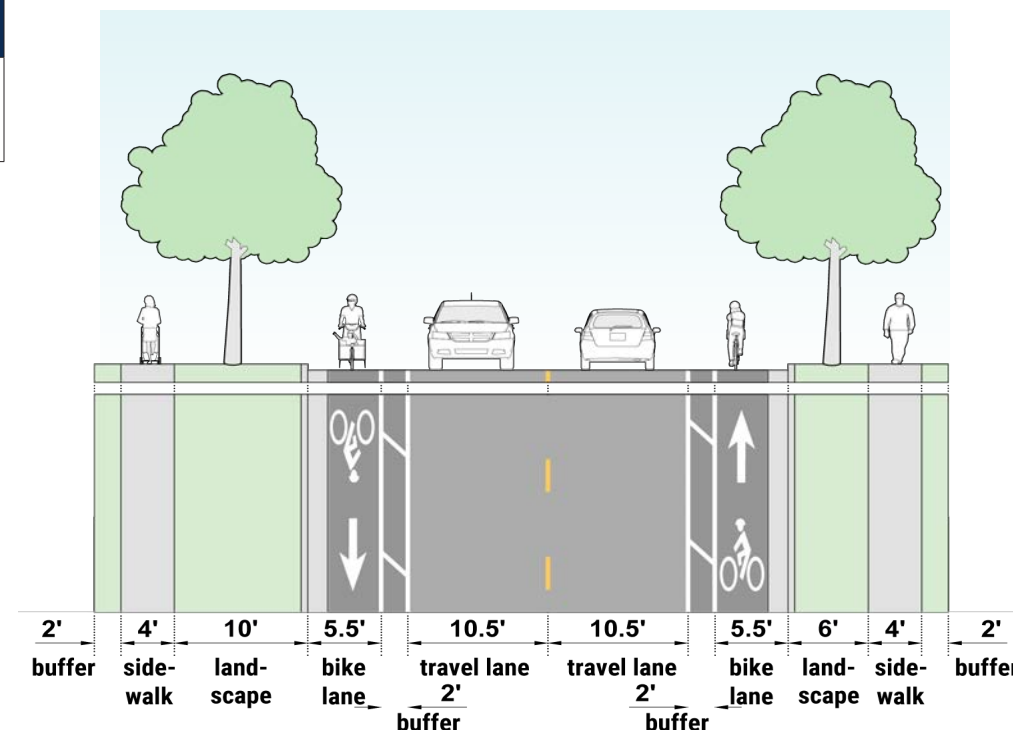 2' 4' 10' 5.5' 10.5' 10.5' 5.5' 6' 4' 2'
buffer side- land- bike travel lane travel lane bike land- side- buffer
walk scape lane 2' 2' lane scape walk
buffer buffer